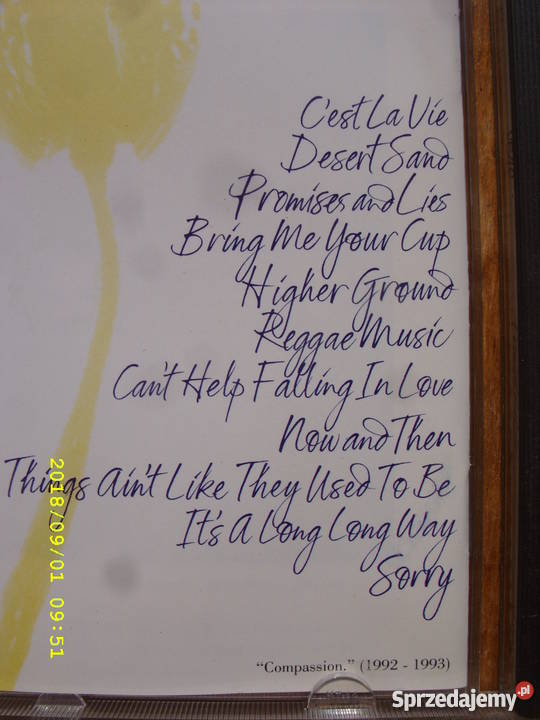 C'est La Vie
Desert Sand
Promises and Lies
Bring Me Your Cup
Higher Ground
Reggae Music
Can't Help Falling In Love
Now and Then
Things Ain't Like They Used To Be
It's A Long Long Way
Sorry
"Compassion." (1992 - 1993)
2018/09/01 09:51
Sprzedajemy.pl